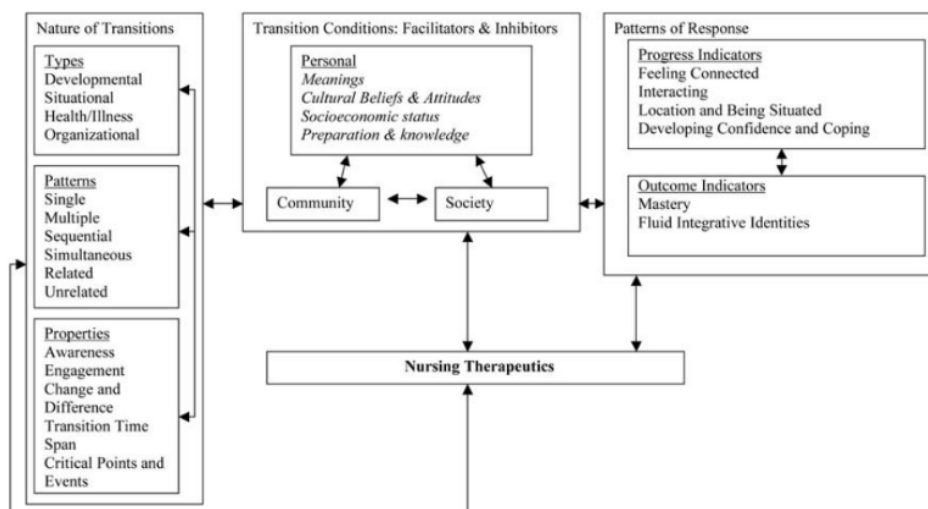 Nature of Transitions
Types
Developmental
Situational
Health/Illness
Organizational
Patterns
Single
Multiple
Sequential
Simultaneous
Related
Unrelated
Properties
Awareness
Engagement
Change and
Difference
Transition Time
Span
Critical Points and
Events
Transition Conditions: Facilitators & Inhibitors
Personal
Meanings
Cultural Beliefs & Attitudes
Socioeconomic status
Preparation & knowledge
Community
Society
Patterns of Response
Progress Indicators
Feeling Connected
Interacting
Location and Being Situated
Developing Confidence and Coping
Outcome Indicators
Mastery
Fluid Integrative Identities
Nursing Therapeutics